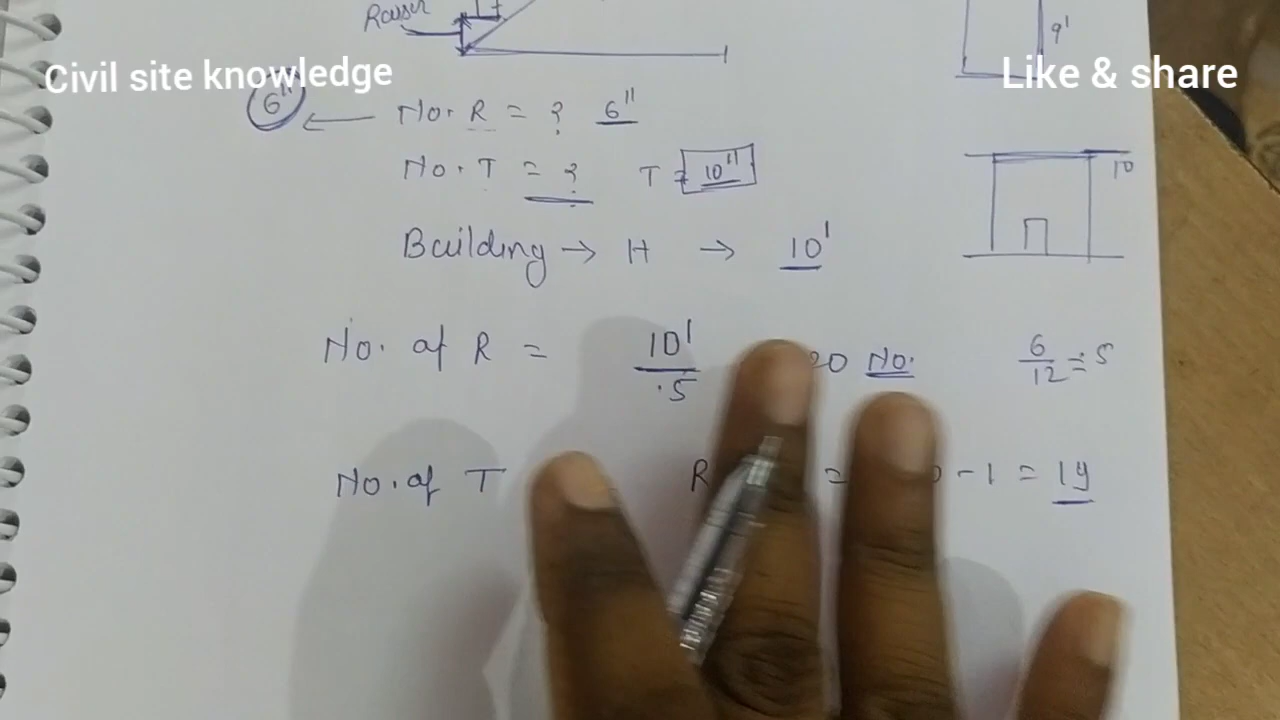 Raiser T
9'
Civil site knowledge
Like & share
6" ← No. R = ? 6"
No. T = ? T = 10"
10
Building → H → 10'
No. of R = 10' / .5 20 No. 6/12 = 5
No. of T R = - 1 = 19